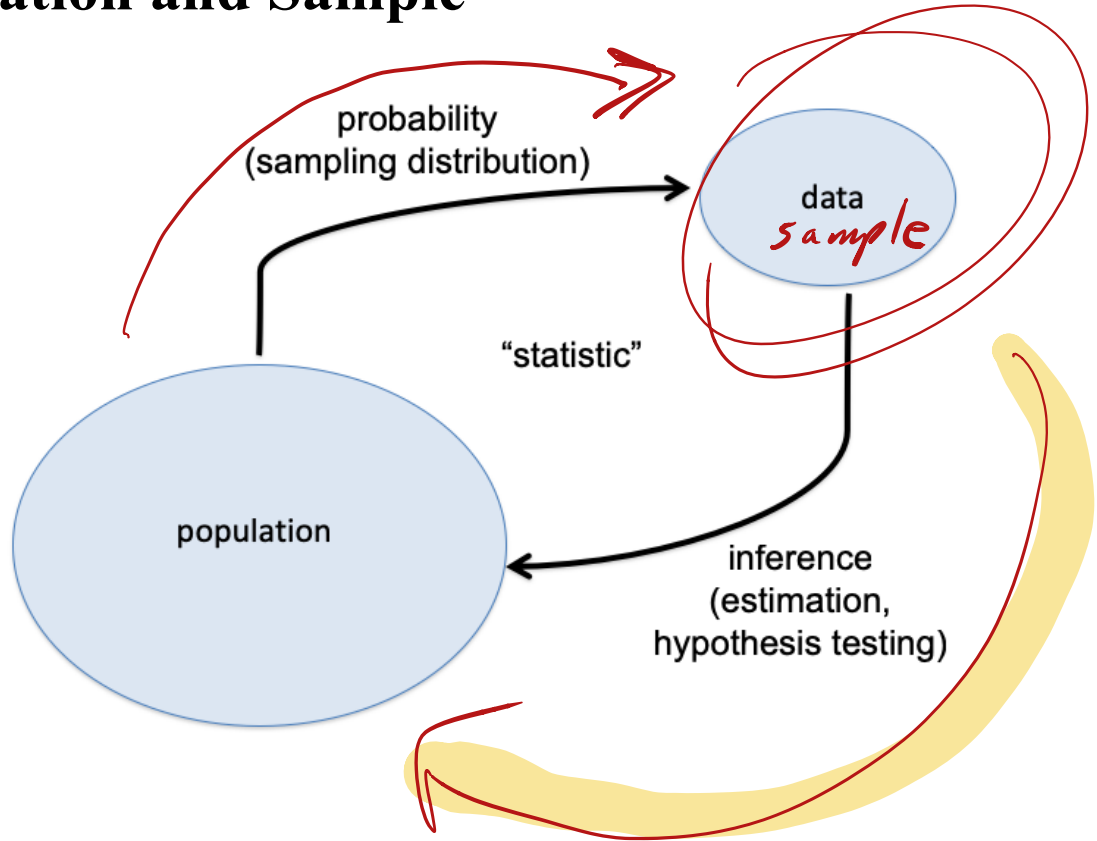 ation and Sample
probability
(sampling distribution)
data
sample
“statistic”
population
inference
(estimation,
hypothesis testing)